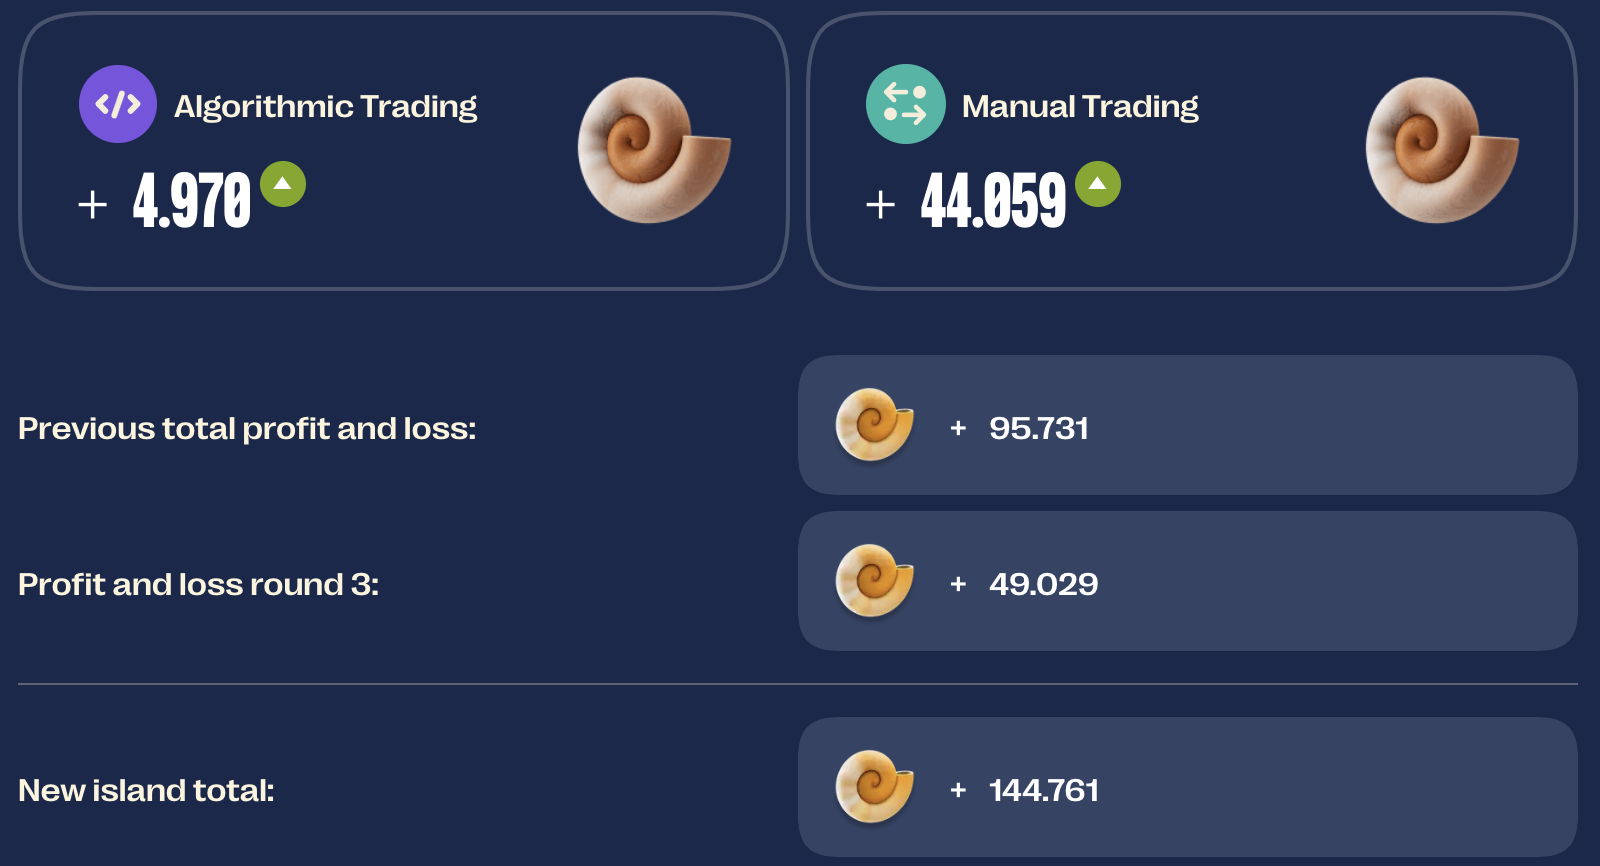 Algorithmic Trading
+ 4.970
Manual Trading
+ 44.059
Previous total profit and loss:
+ 95.731
Profit and loss round 3:
+ 49.029
New island total:
+ 144.761